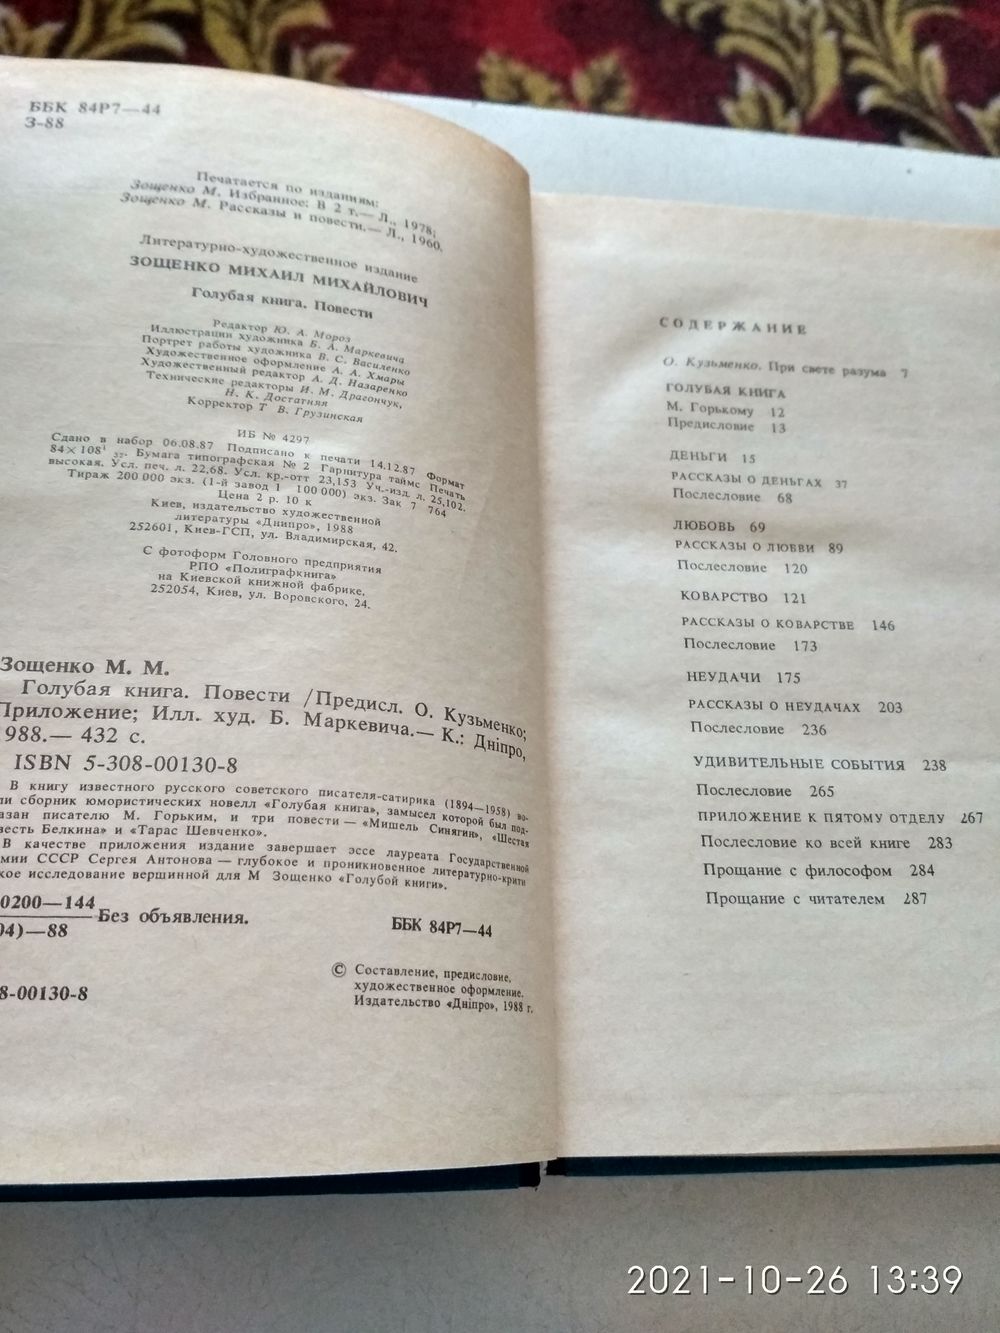 ББК 84Р7—44
З-88
Печатается по изданиям:
Зощенко М. Избранное: В 2 т.— Л., 1978;
Зощенко М. Рассказы и повести.— Л., 1960.
Литературно-художественное издание
ЗОЩЕНКО МИХАИЛ МИХАЙЛОВИЧ
Голубая книга. Повести
Редактор Ю. А. Мороз
Иллюстрации художника Б. А. Маркевича
Портрет работы художника В. С. Василенко
Художественное оформление А. А. Хмары
Художественный редактор А. Д. Назаренко
Технические редакторы И. М. Драгончук,
Н. К. Достатняя
Корректор Т В. Грузинская
ИБ № 4297
Сдано в набор 06.08.87 Подписано к печати 14.12.87 Формат
84×108¹ ₃₂. Бумага типографская № 2 Гарнитура таймс Печать
высокая. Усл. печ. л. 22,68. Усл. кр.-отт 23,153 Уч.-изд л. 25,102.
Тираж 200 000 экз. (1-й завод 1 100 000) экз. Зак 7 764
Цена 2 р. 10 к
Киев, издательство художественной
литературы «Дніпро», 1988
252601, Киев-ГСП, ул. Владимирская, 42.
С фотоформ Головного предприятия
РПО «Полиграфкнига»
на Киевской книжной фабрике,
252054, Киев, ул. Воровского, 24.
Зощенко М. М.
Голубая книга. Повести /Предисл. О. Кузьменко;
Приложение; Илл. худ. Б. Маркевича.— К.: Дніпро,
988.— 432 с.
ISBN 5-308-00130-8
В книгу известного русского советского писателя-сатирика (1894—1958) во-
ли сборник юмористических новелл «Голубая книга», замысел которой был под-
азан писателю М. Горьким, и три повести — «Мишель Синягин», «Шестая
весть Белкина» и «Тарас Шевченко».
В качестве приложения издание завершает эссе лауреата Государственной
мии СССР Сергея Антонова — глубокое и проникновенное литературно-крити
кое исследование вершинной для М Зощенко «Голубой книги».
0200—144
04)—88
Без объявления.
ББК 84Р7—44
8-00130-8
© Составление, предисловие,
художественное оформление.
Издательство «Дніпро», 1988 г.
СОДЕРЖАНИЕ
О. Кузьменко. При свете разума 7
ГОЛУБАЯ КНИГА
М. Горькому 12
Предисловие 13
ДЕНЬГИ 15
РАССКАЗЫ О ДЕНЬГАХ 37
Послесловие 68
ЛЮБОВЬ 69
РАССКАЗЫ О ЛЮБВИ 89
Послесловие 120
КОВАРСТВО 121
РАССКАЗЫ О КОВАРСТВЕ 146
Послесловие 173
НЕУДАЧИ 175
РАССКАЗЫ О НЕУДАЧАХ 203
Послесловие 236
УДИВИТЕЛЬНЫЕ СОБЫТИЯ 238
Послесловие 265
ПРИЛОЖЕНИЕ К ПЯТОМУ ОТДЕЛУ 267
Послесловие ко всей книге 283
Прощание с философом 284
Прощание с читателем 287
2021-10-26 13:39